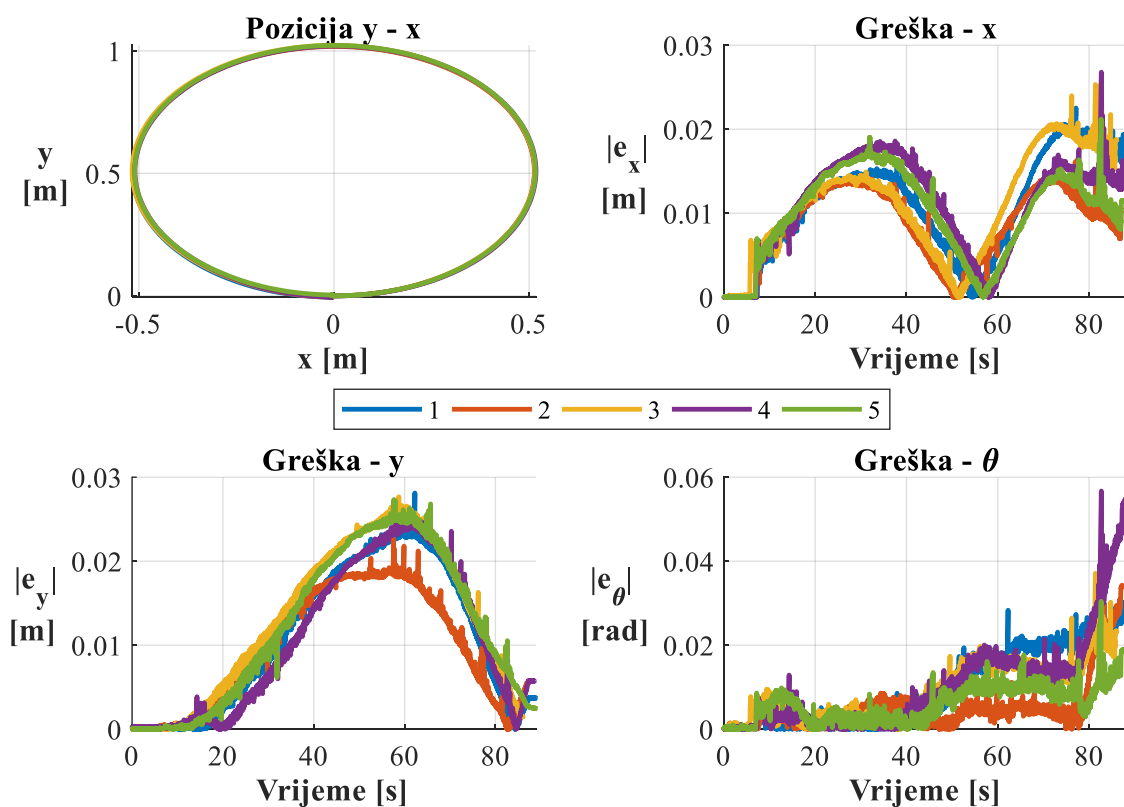 Pozicija y - x
1
0.5
0
y
[m]
-0.5
0
0.5
x [m]
Greška - x
0.03
0.02
0.01
0
|e_x|
[m]
0
20
40
60
80
Vrijeme [s]
1
2
3
4
5
Greška - y
0.03
0.02
0.01
0
|e_y|
[m]
0
20
40
60
80
Vrijeme [s]
Greška - θ
0.06
0.04
0.02
0
|e_θ|
[rad]
0
20
40
60
80
Vrijeme [s]